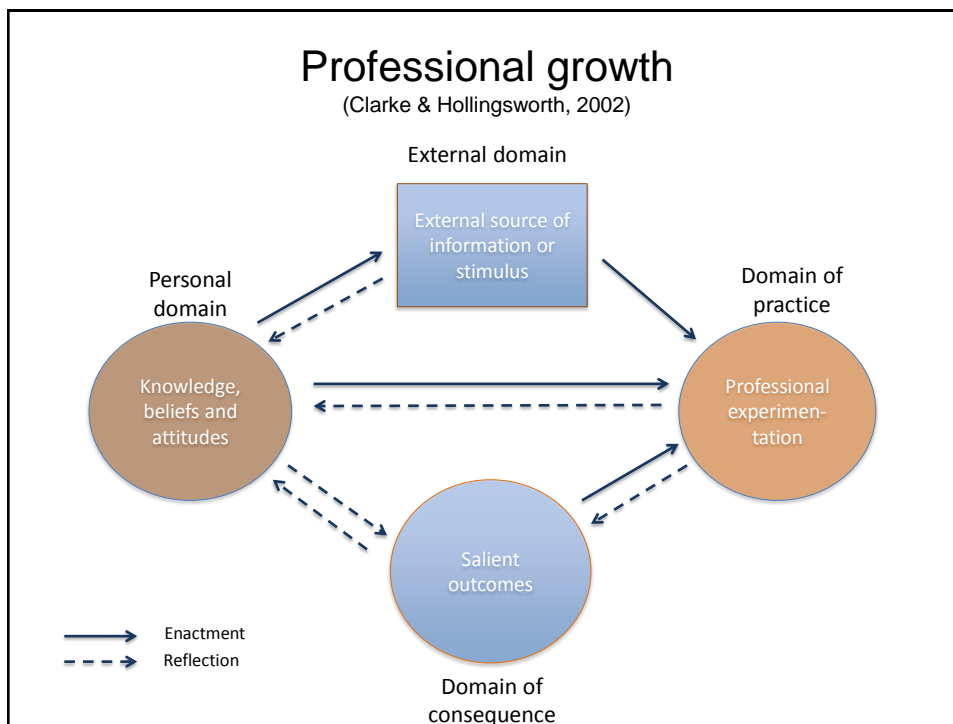 Professional growth
(Clarke & Hollingsworth, 2002)
External domain
External source of
information or
stimulus
Personal
domain
Domain of
practice
Knowledge,
beliefs and
attitudes
Professional
experimen-
tation
Salient
outcomes
Enactment
Reflection
Domain of
consequence